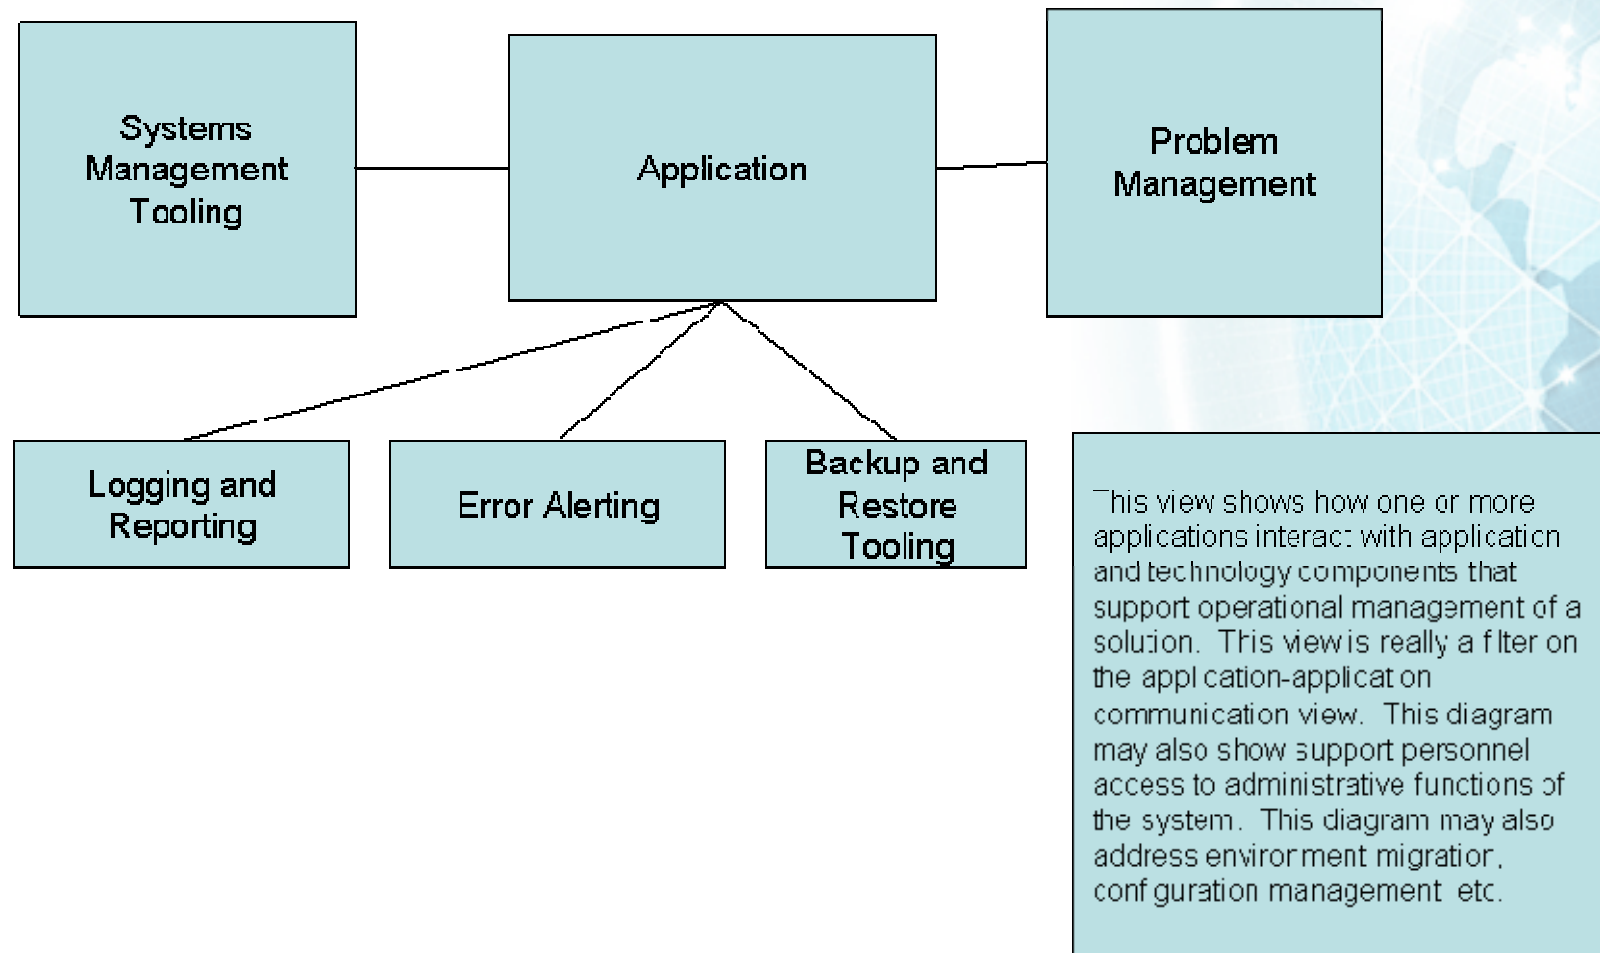 Systems
Management
Tooling
Application
Problem
Management
Logging and
Reporting
Error Alerting
Backup and
Restore
Tooling
This view shows how one or more
applications interact with application
and technology components that
support operational management of a
solution. This view is really a filter on
the application-application
communication view. This diagram
may also show support personnel
access to administrative functions of
the system. This diagram may also
address environment migration,
configuration management etc.